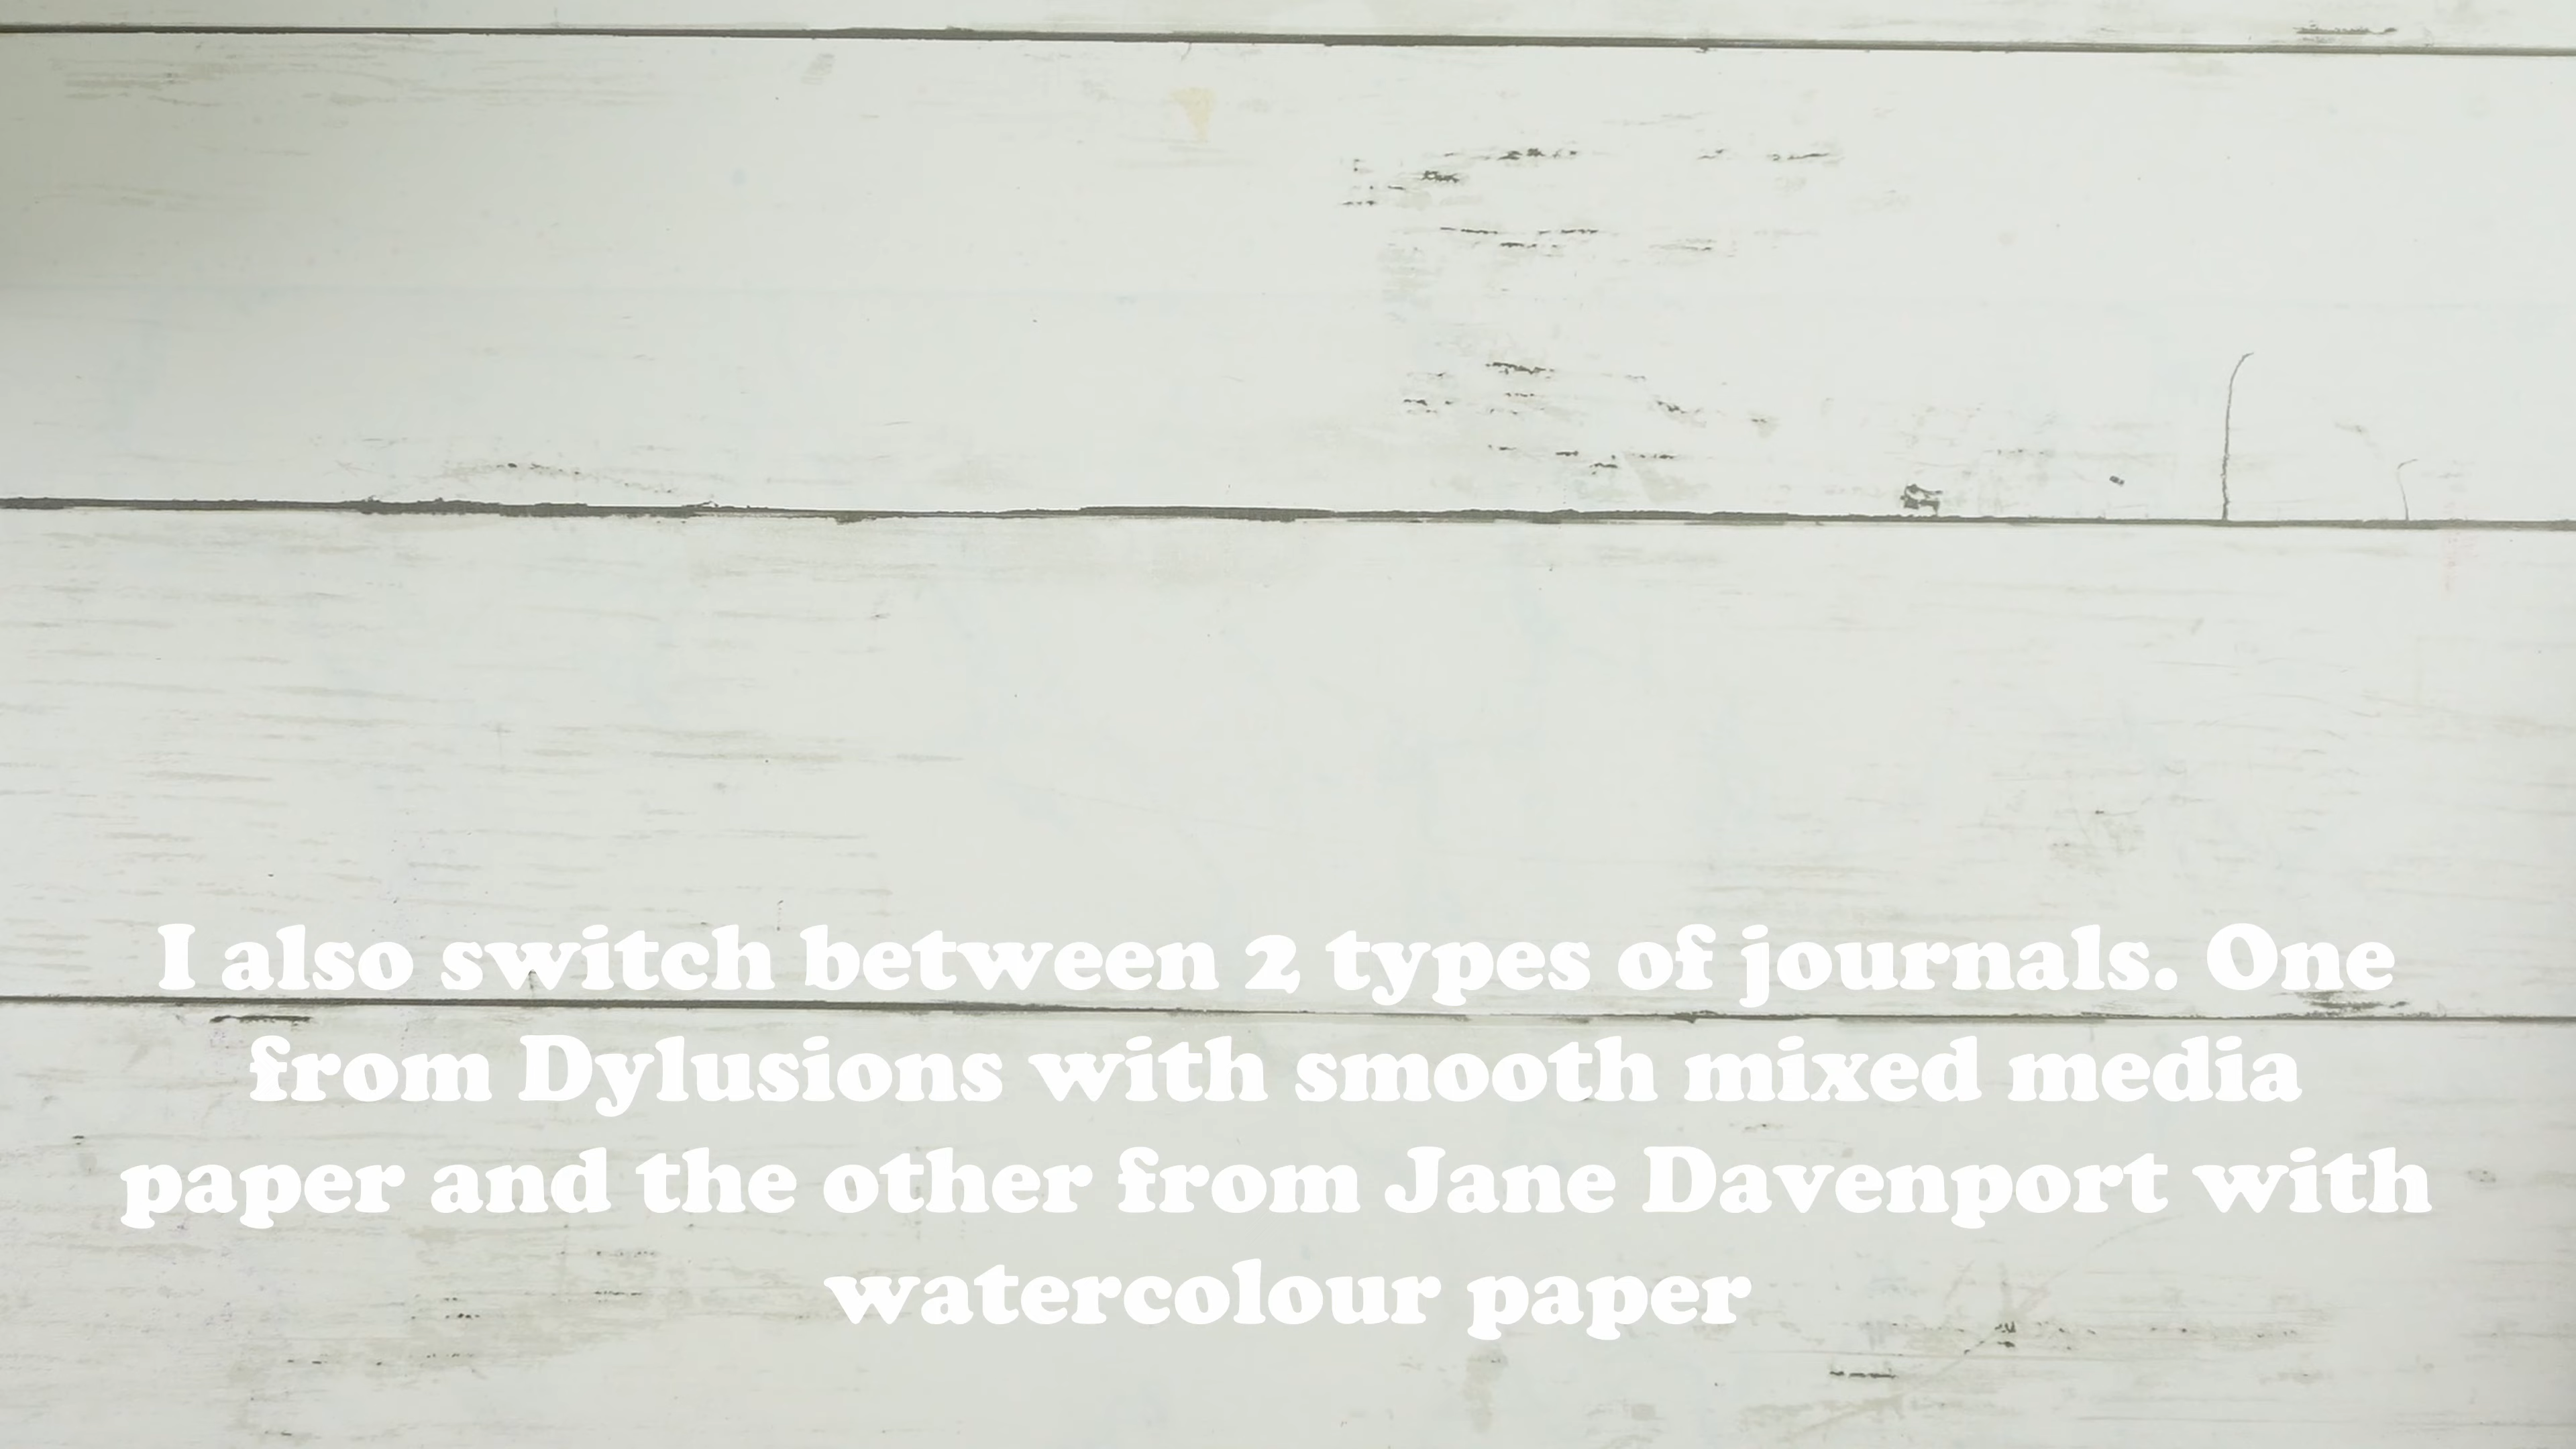 I also switch between 2 types of journals. One
from Dylusions with smooth mixed media
paper and the other from Jane Davenport with
watercolour paper